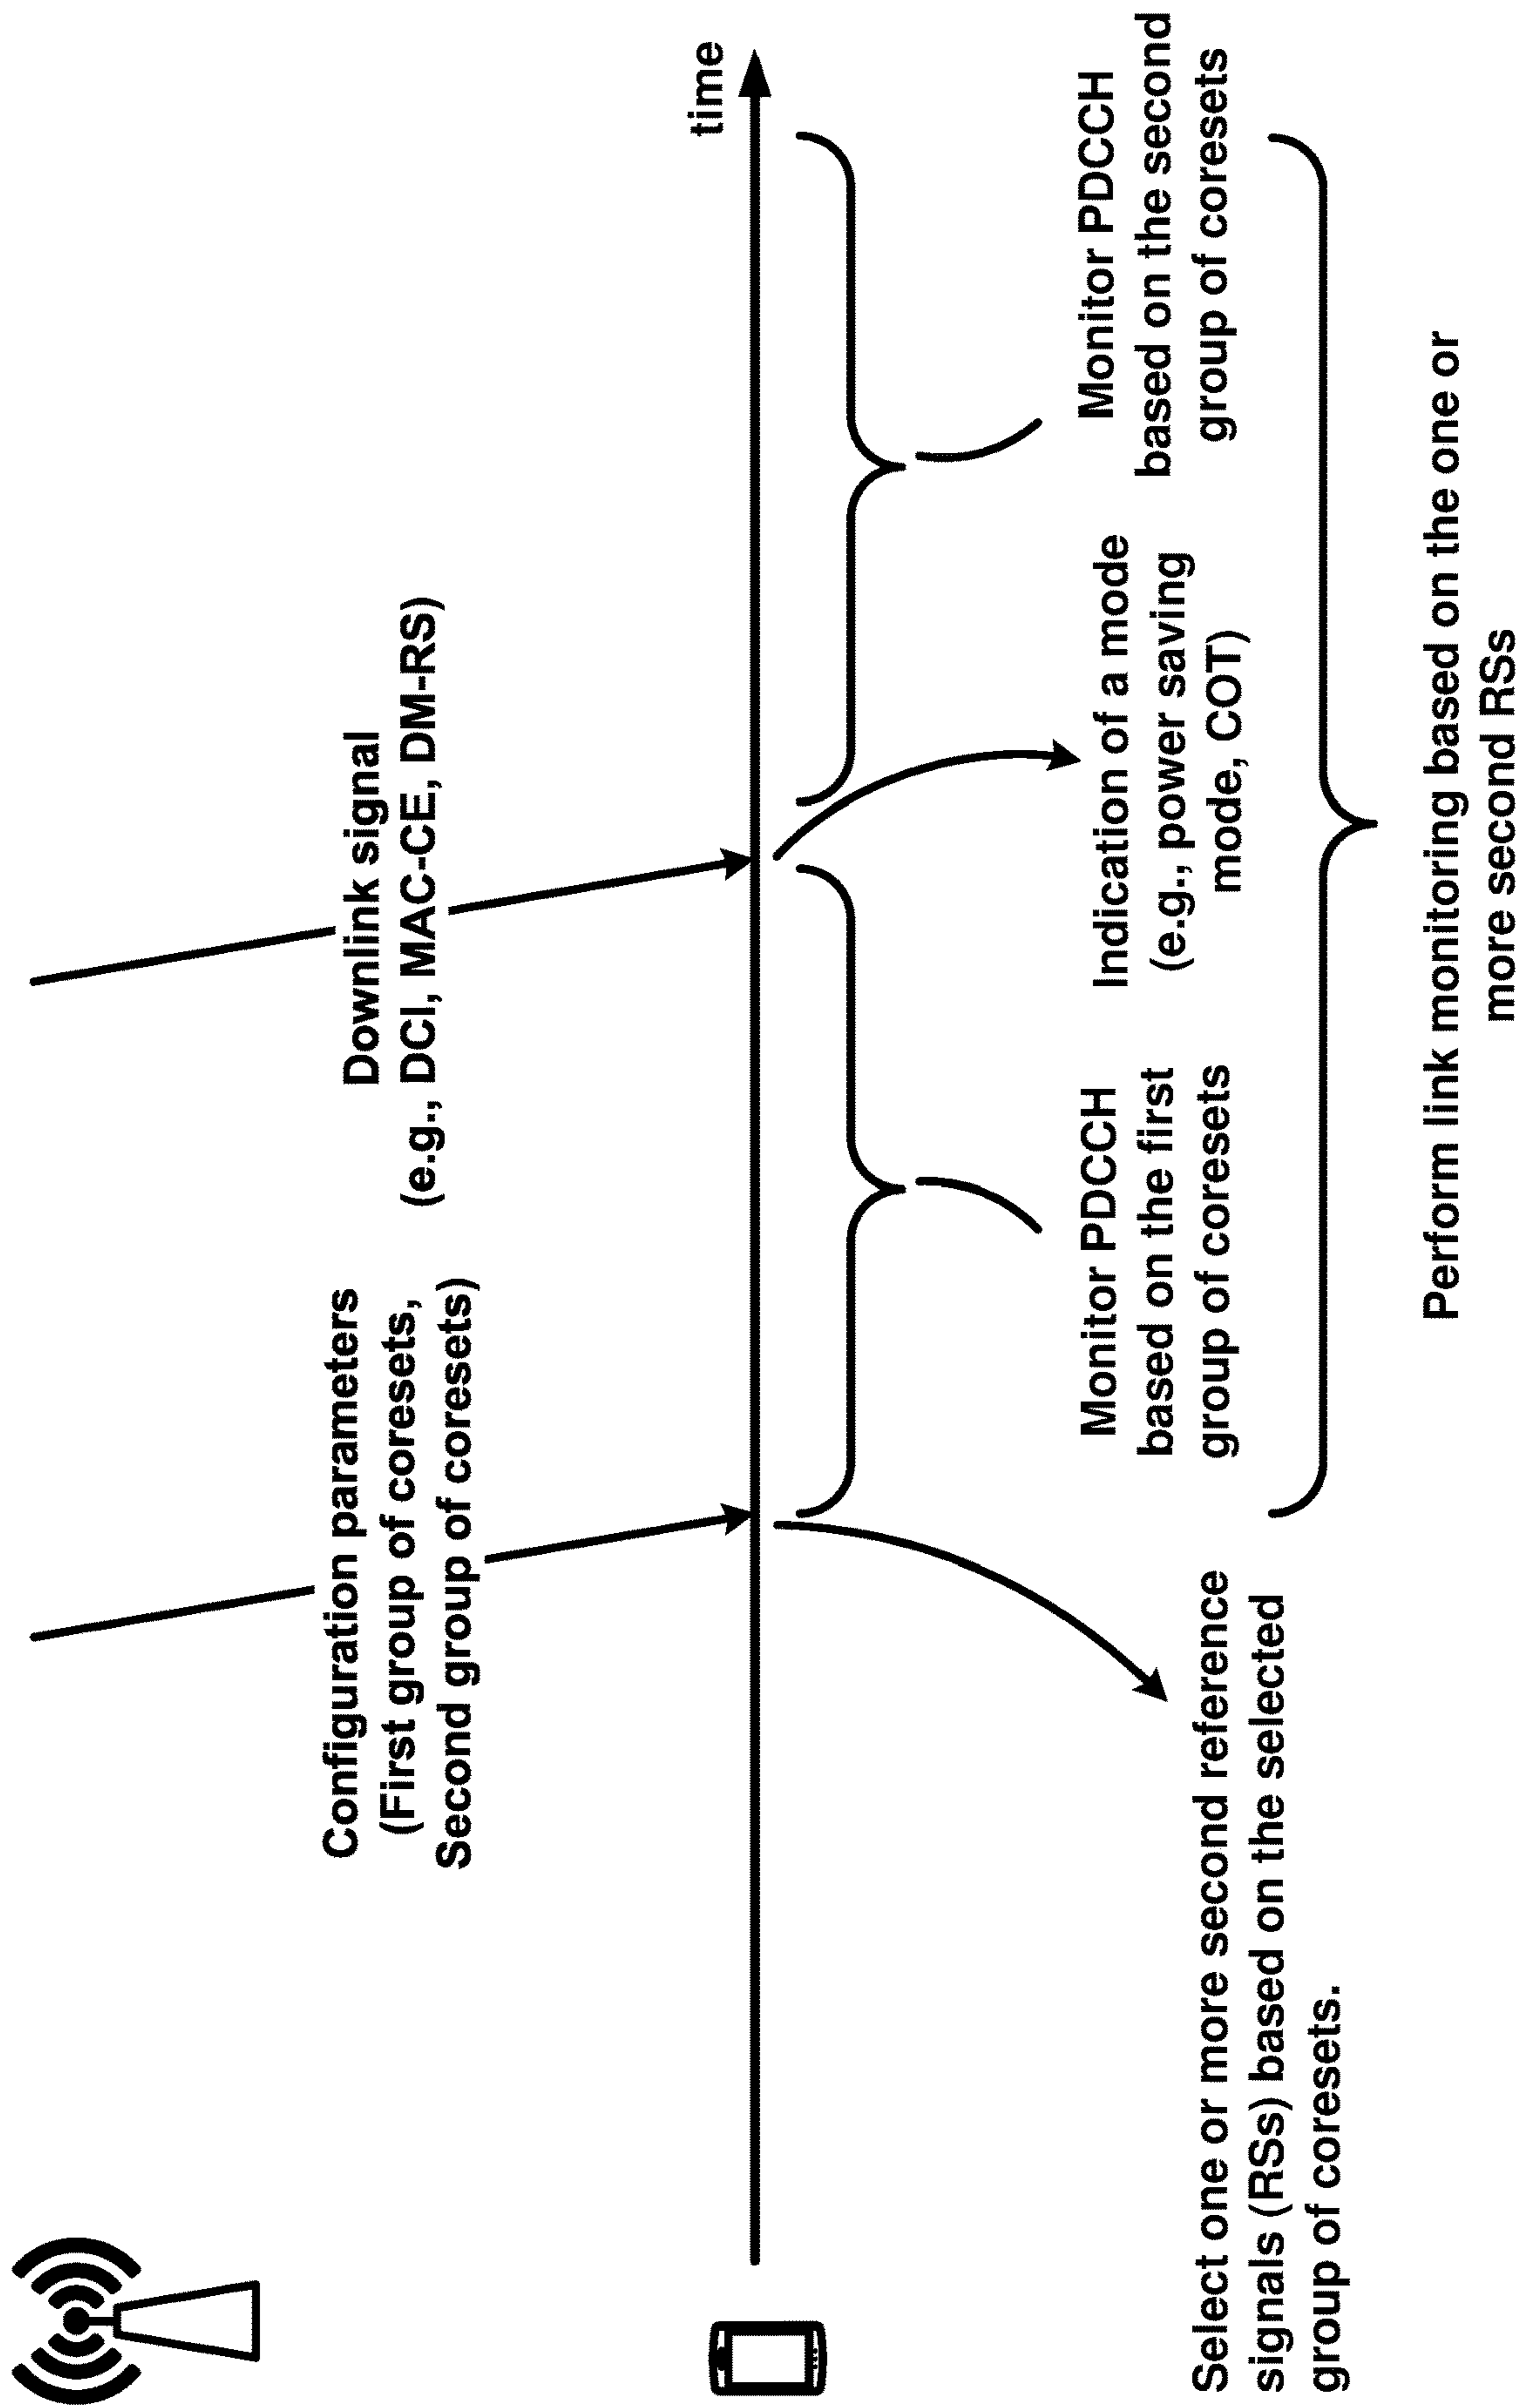 Configuration parameters
(First group of coresets,
Second group of coresets)
Downlink signal
(e.g., DCI, MAC-CE, DM-RS)
time
Select one or more second reference
signals (RSs) based on the selected
group of coresets.
Monitor PDCCH
based on the first
group of coresets
Indication of a mode
(e.g., power saving
mode, COT)
Monitor PDCCH
based on the second
group of coresets
Perform link monitoring based on the one or
more second RSs